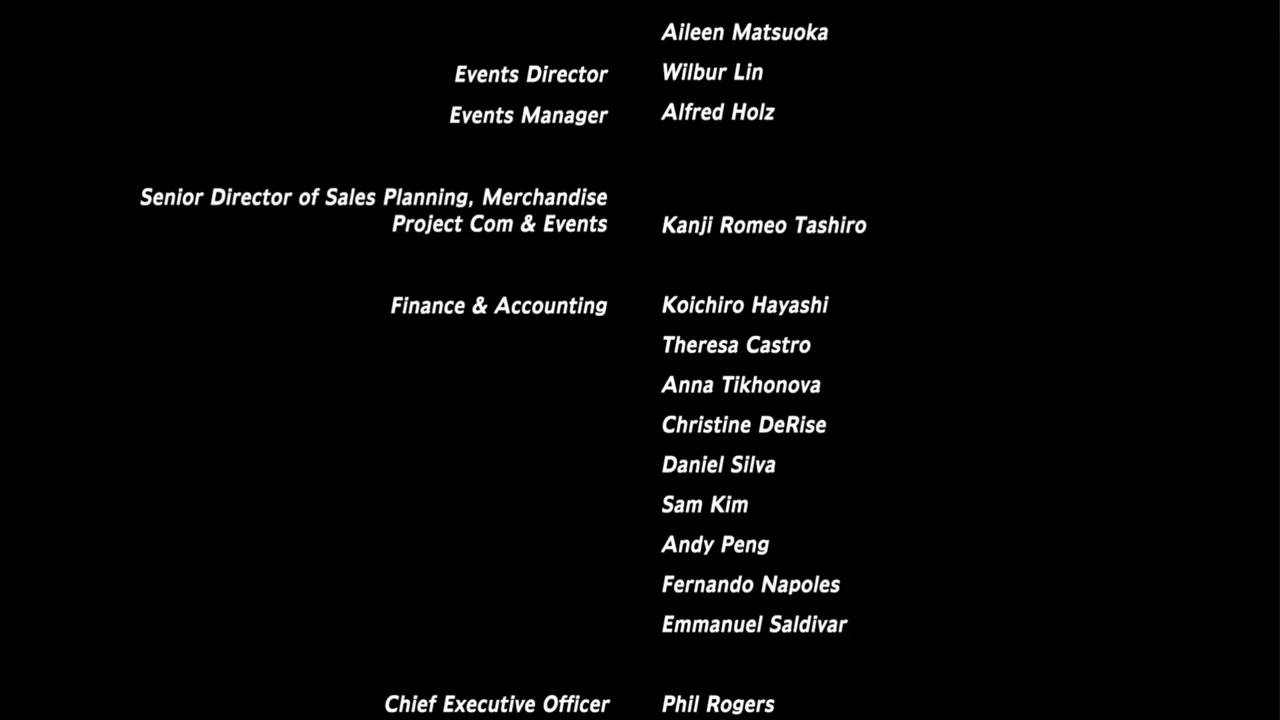 Aileen Matsuoka
Events Director Wilbur Lin
Events Manager Alfred Holz
Senior Director of Sales Planning, Merchandise
Project Com & Events Kanji Romeo Tashiro
Finance & Accounting Koichiro Hayashi
Theresa Castro
Anna Tikhonova
Christine DeRise
Daniel Silva
Sam Kim
Andy Peng
Fernando Napoles
Emmanuel Saldivar
Chief Executive Officer Phil Rogers